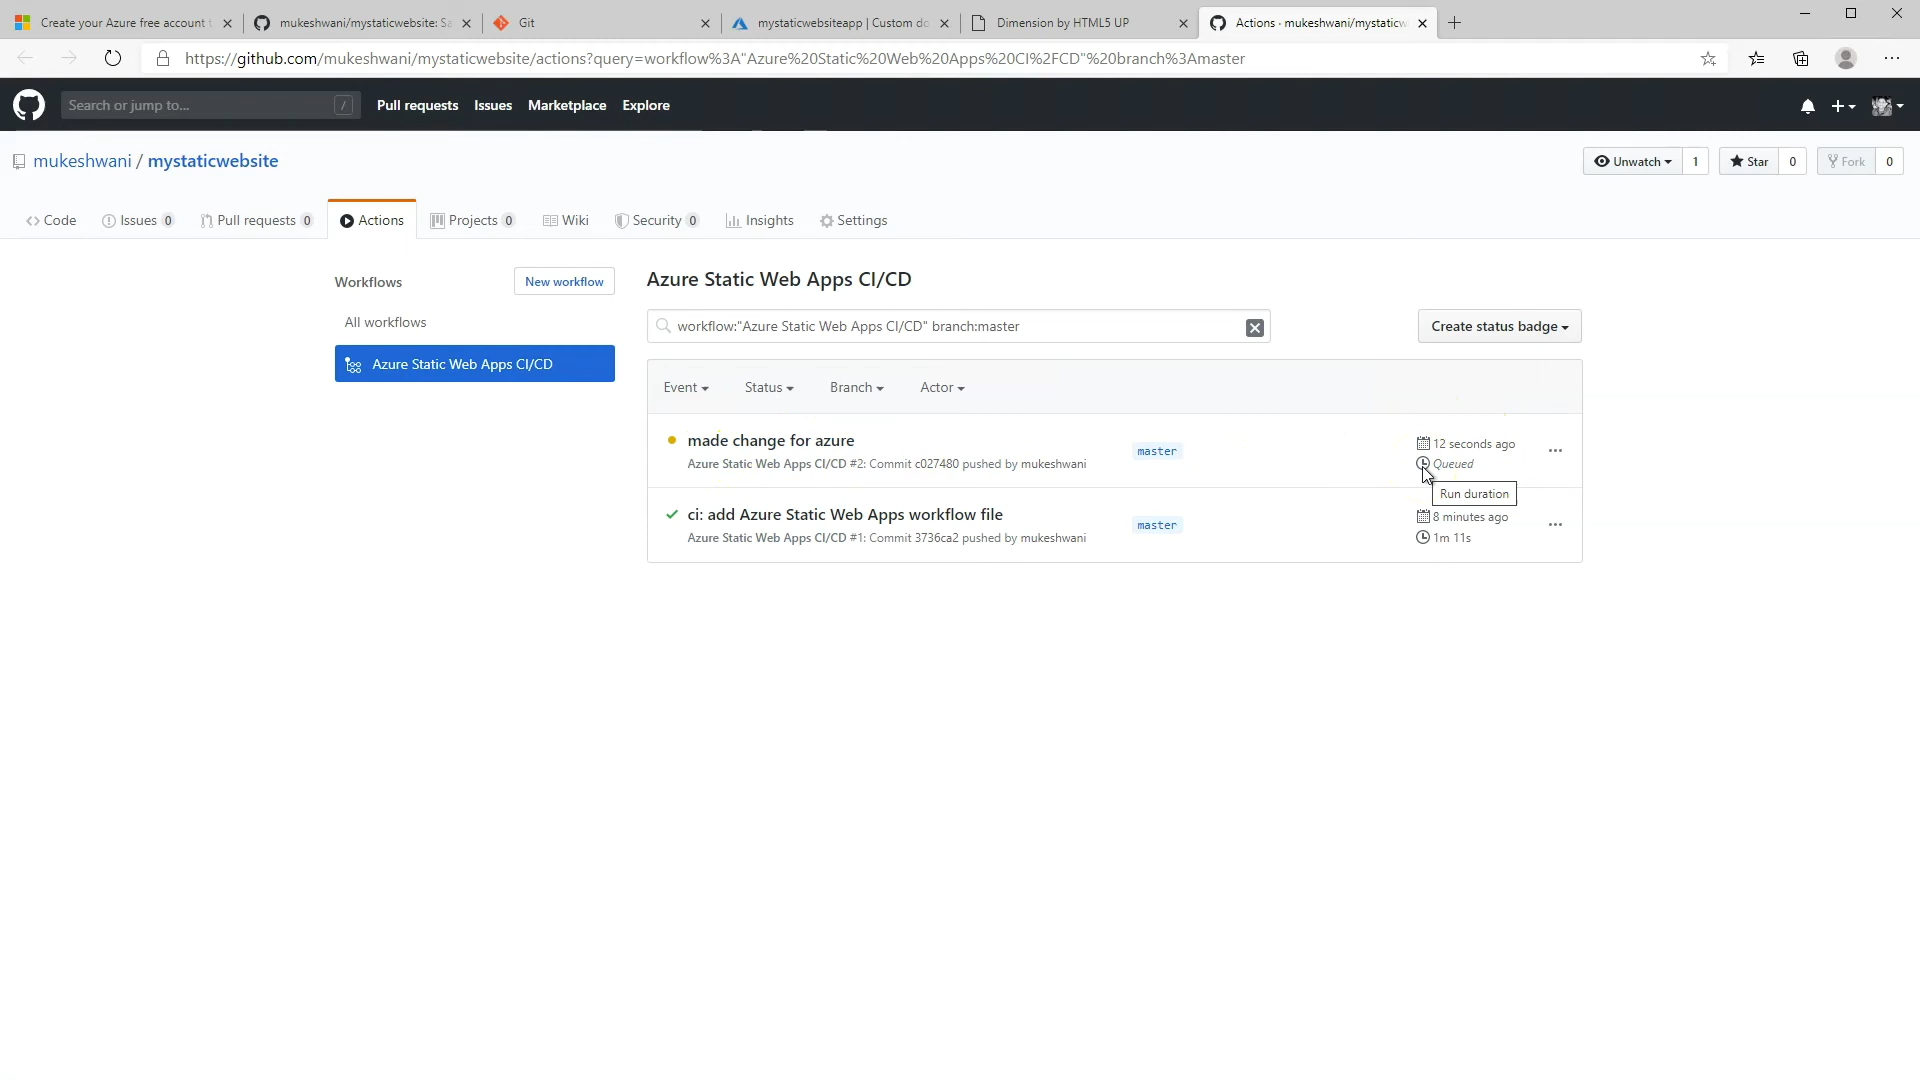 Create your Azure free account t
mukeshwani/mystaticwebsite: Sa
Git
mystaticwebsiteapp | Custom do
Dimension by HTML5 UP
Actions · mukeshwani/mystaticw
https://github.com/mukeshwani/mystaticwebsite/actions?query=workflow%3A"Azure%20Static%20Web%20Apps%20CI%2FCD"%20branch%3Amaster
Search or jump to...
/
Pull requests
Issues
Marketplace
Explore
mukeshwani / mystaticwebsite
Unwatch
1
Star
0
Fork
0
Code
Issues 0
Pull requests 0
Actions
Projects 0
Wiki
Security 0
Insights
Settings
Workflows
New workflow
Azure Static Web Apps CI/CD
All workflows
workflow:"Azure Static Web Apps CI/CD" branch:master
Create status badge
Azure Static Web Apps CI/CD
Event
Status
Branch
Actor
made change for azure
Azure Static Web Apps CI/CD #2: Commit c027480 pushed by mukeshwani
master
12 seconds ago
Queued
Run duration
ci: add Azure Static Web Apps workflow file
Azure Static Web Apps CI/CD #1: Commit 3736ca2 pushed by mukeshwani
master
8 minutes ago
1m 11s